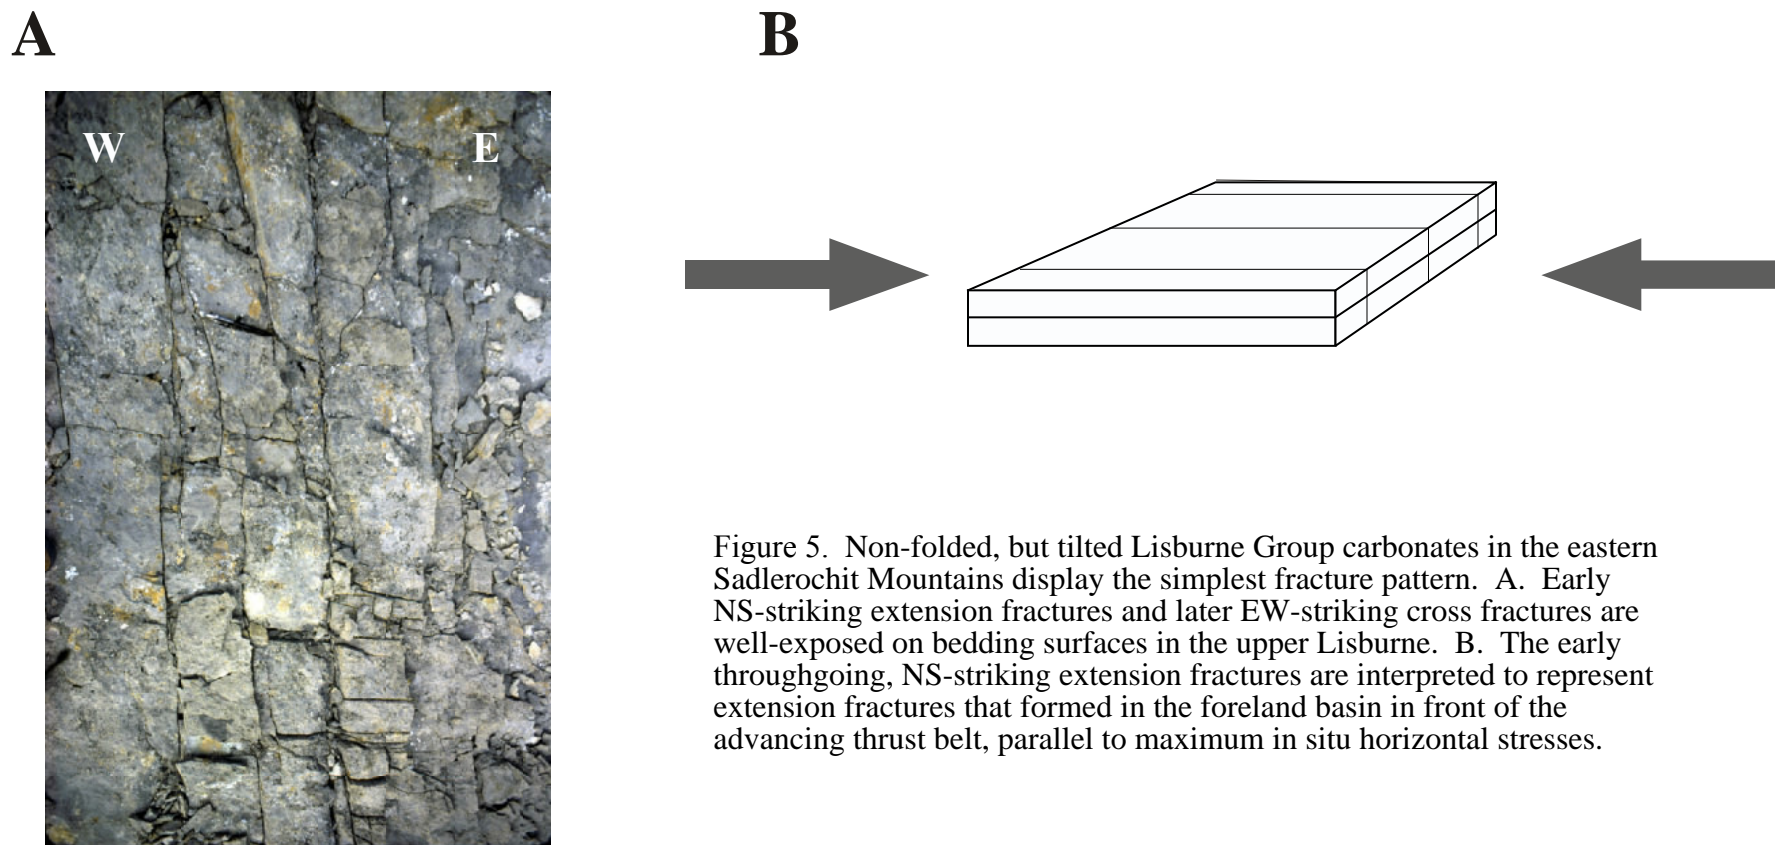 A
B
W
E
Figure 5. Non-folded, but tilted Lisburne Group carbonates in the eastern
Sadlerochit Mountains display the simplest fracture pattern. A. Early
NS-striking extension fractures and later EW-striking cross fractures are
well-exposed on bedding surfaces in the upper Lisburne. B. The early
throughgoing, NS-striking extension fractures are interpreted to represent
extension fractures that formed in the foreland basin in front of the
advancing thrust belt, parallel to maximum in situ horizontal stresses.